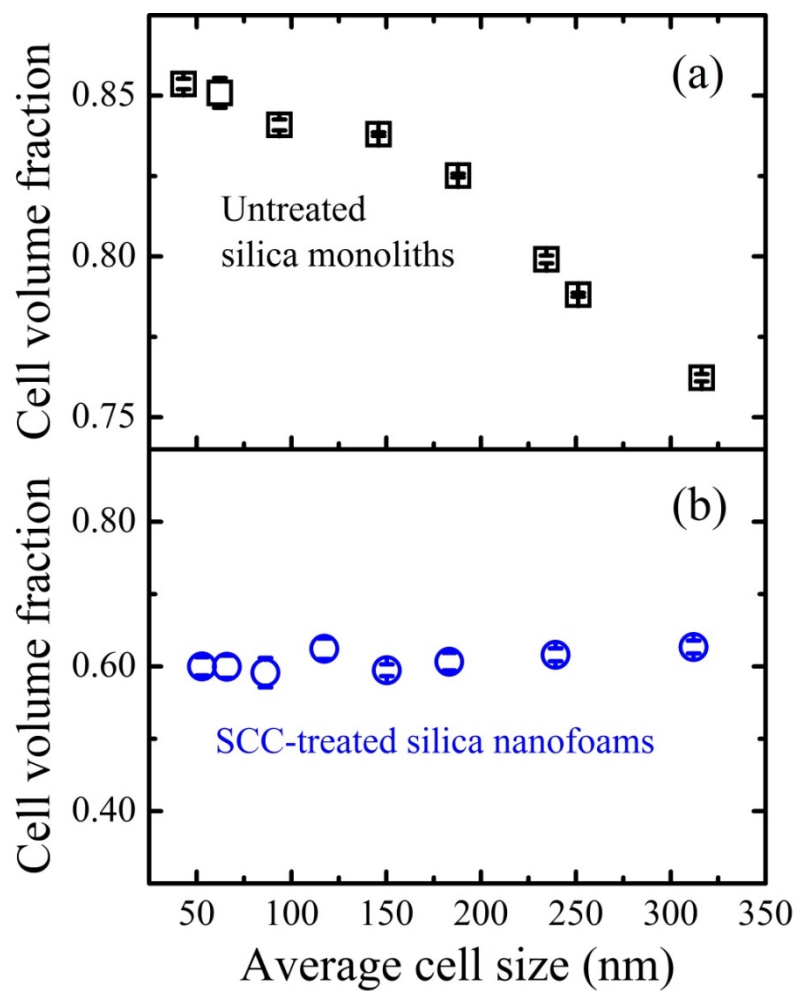 (a)
Cell volume fraction
0.85
0.80
0.75
Untreated
silica monoliths
(b)
Cell volume fraction
0.80
0.60
0.40
SCC-treated silica nanofoams
50 100 150 200 250 300 350
Average cell size (nm)